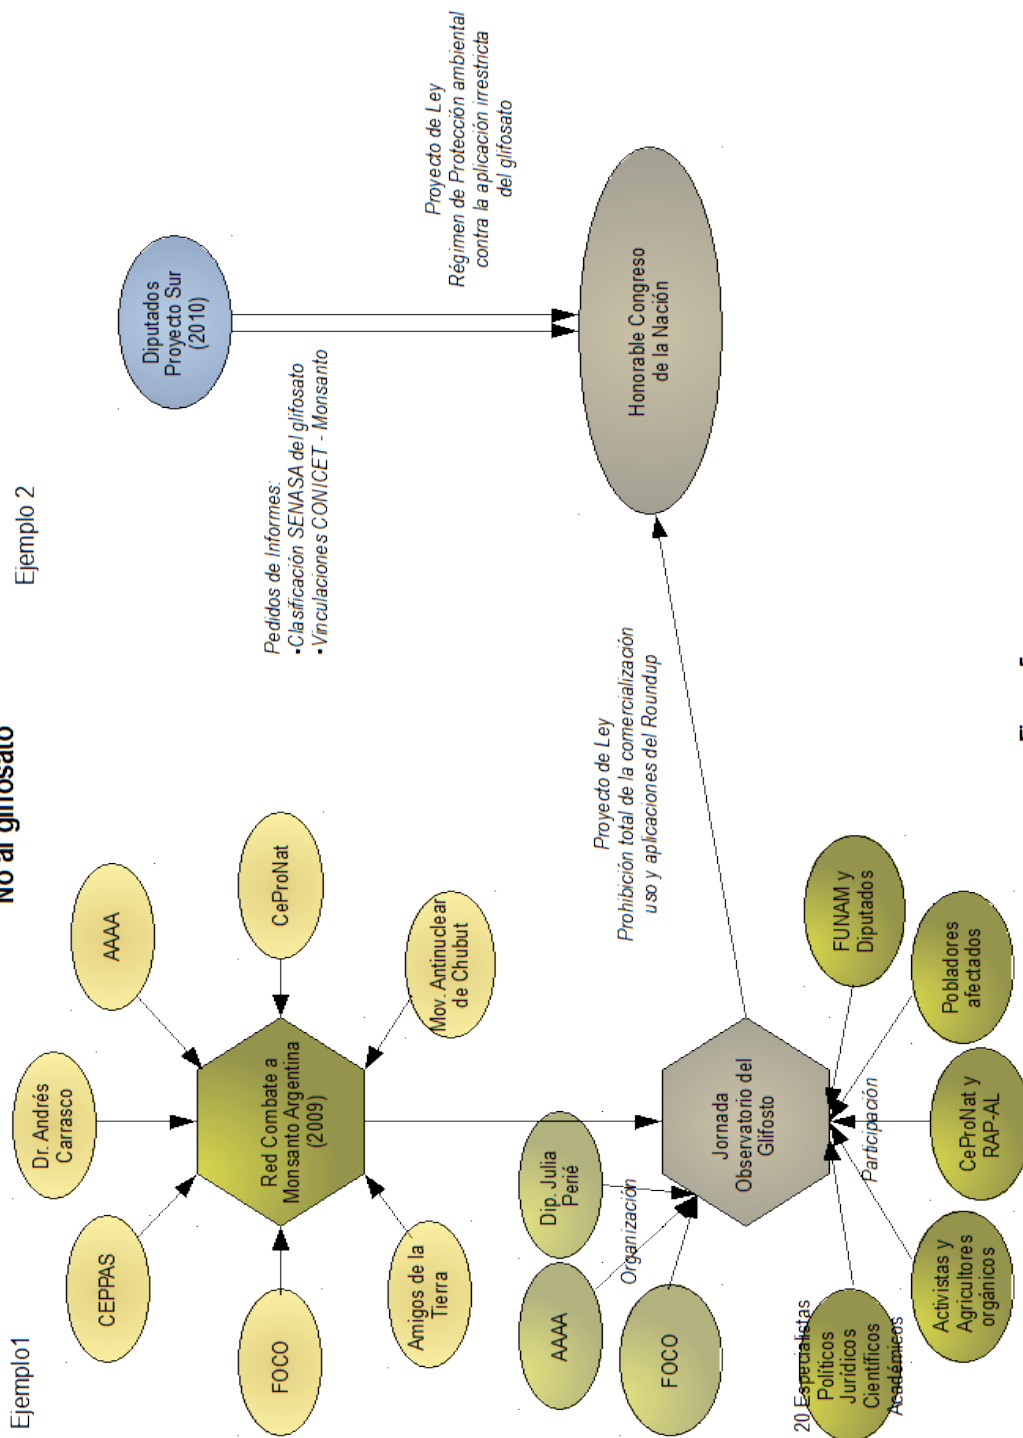 No al glifosato
Ejemplo1
Ejemplo 2
CEPPAS
Dr. Andrés
Carrasco
AAAA
FOCO
Red Combate a
Monsanto Argentina
(2009)
CeProNat
Amigos de la
Tierra
Mov. Antinuclear
de Chubut
AAAA
Dip. Julia
Perié
FOCO
Organización
Jornada
Observatorio del
Glifosto
Participación
20 Especialistas
Políticos
Jurídicos
Científicos
Académicos
Activistas y
Agricultores
orgánicos
CeProNat y
RAP-AL
Pobladores
afectados
FUNAM y
Diputados
Proyecto de Ley
Prohibición total de la comercialización
uso y aplicaciones del Roundup
Diputados
Proyecto Sur
(2010)
Pedidos de Informes:
•Clasificación SENASA del glifosato
•Vinculaciones CONICET - Monsanto
Proyecto de Ley
Régimen de Protección ambiental
contra la aplicación irrestricta
del glifosato
Honorable Congreso
de la Nación